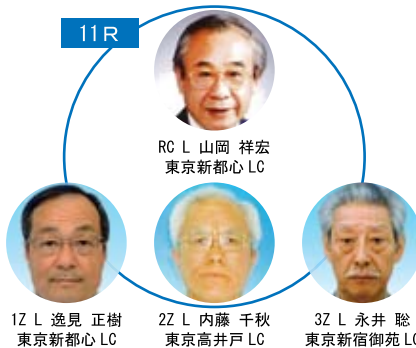 11R
RC L 山岡 祥宏
東京新都心 LC
1Z L 逸見 正樹
東京新都心 LC
2Z L 内藤 千秋
東京高井戸 LC
3Z L 永井 聡
東京新宿御苑 LC